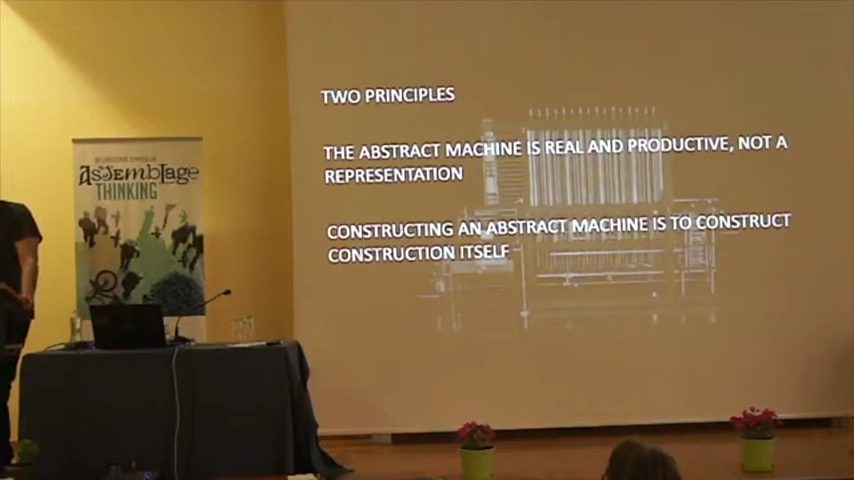 TWO PRINCIPLES
THE ABSTRACT MACHINE IS REAL AND PRODUCTIVE, NOT A
REPRESENTATION
CONSTRUCTING AN ABSTRACT MACHINE IS TO CONSTRUCT
CONSTRUCTION ITSELF
Assemblage
THINKING